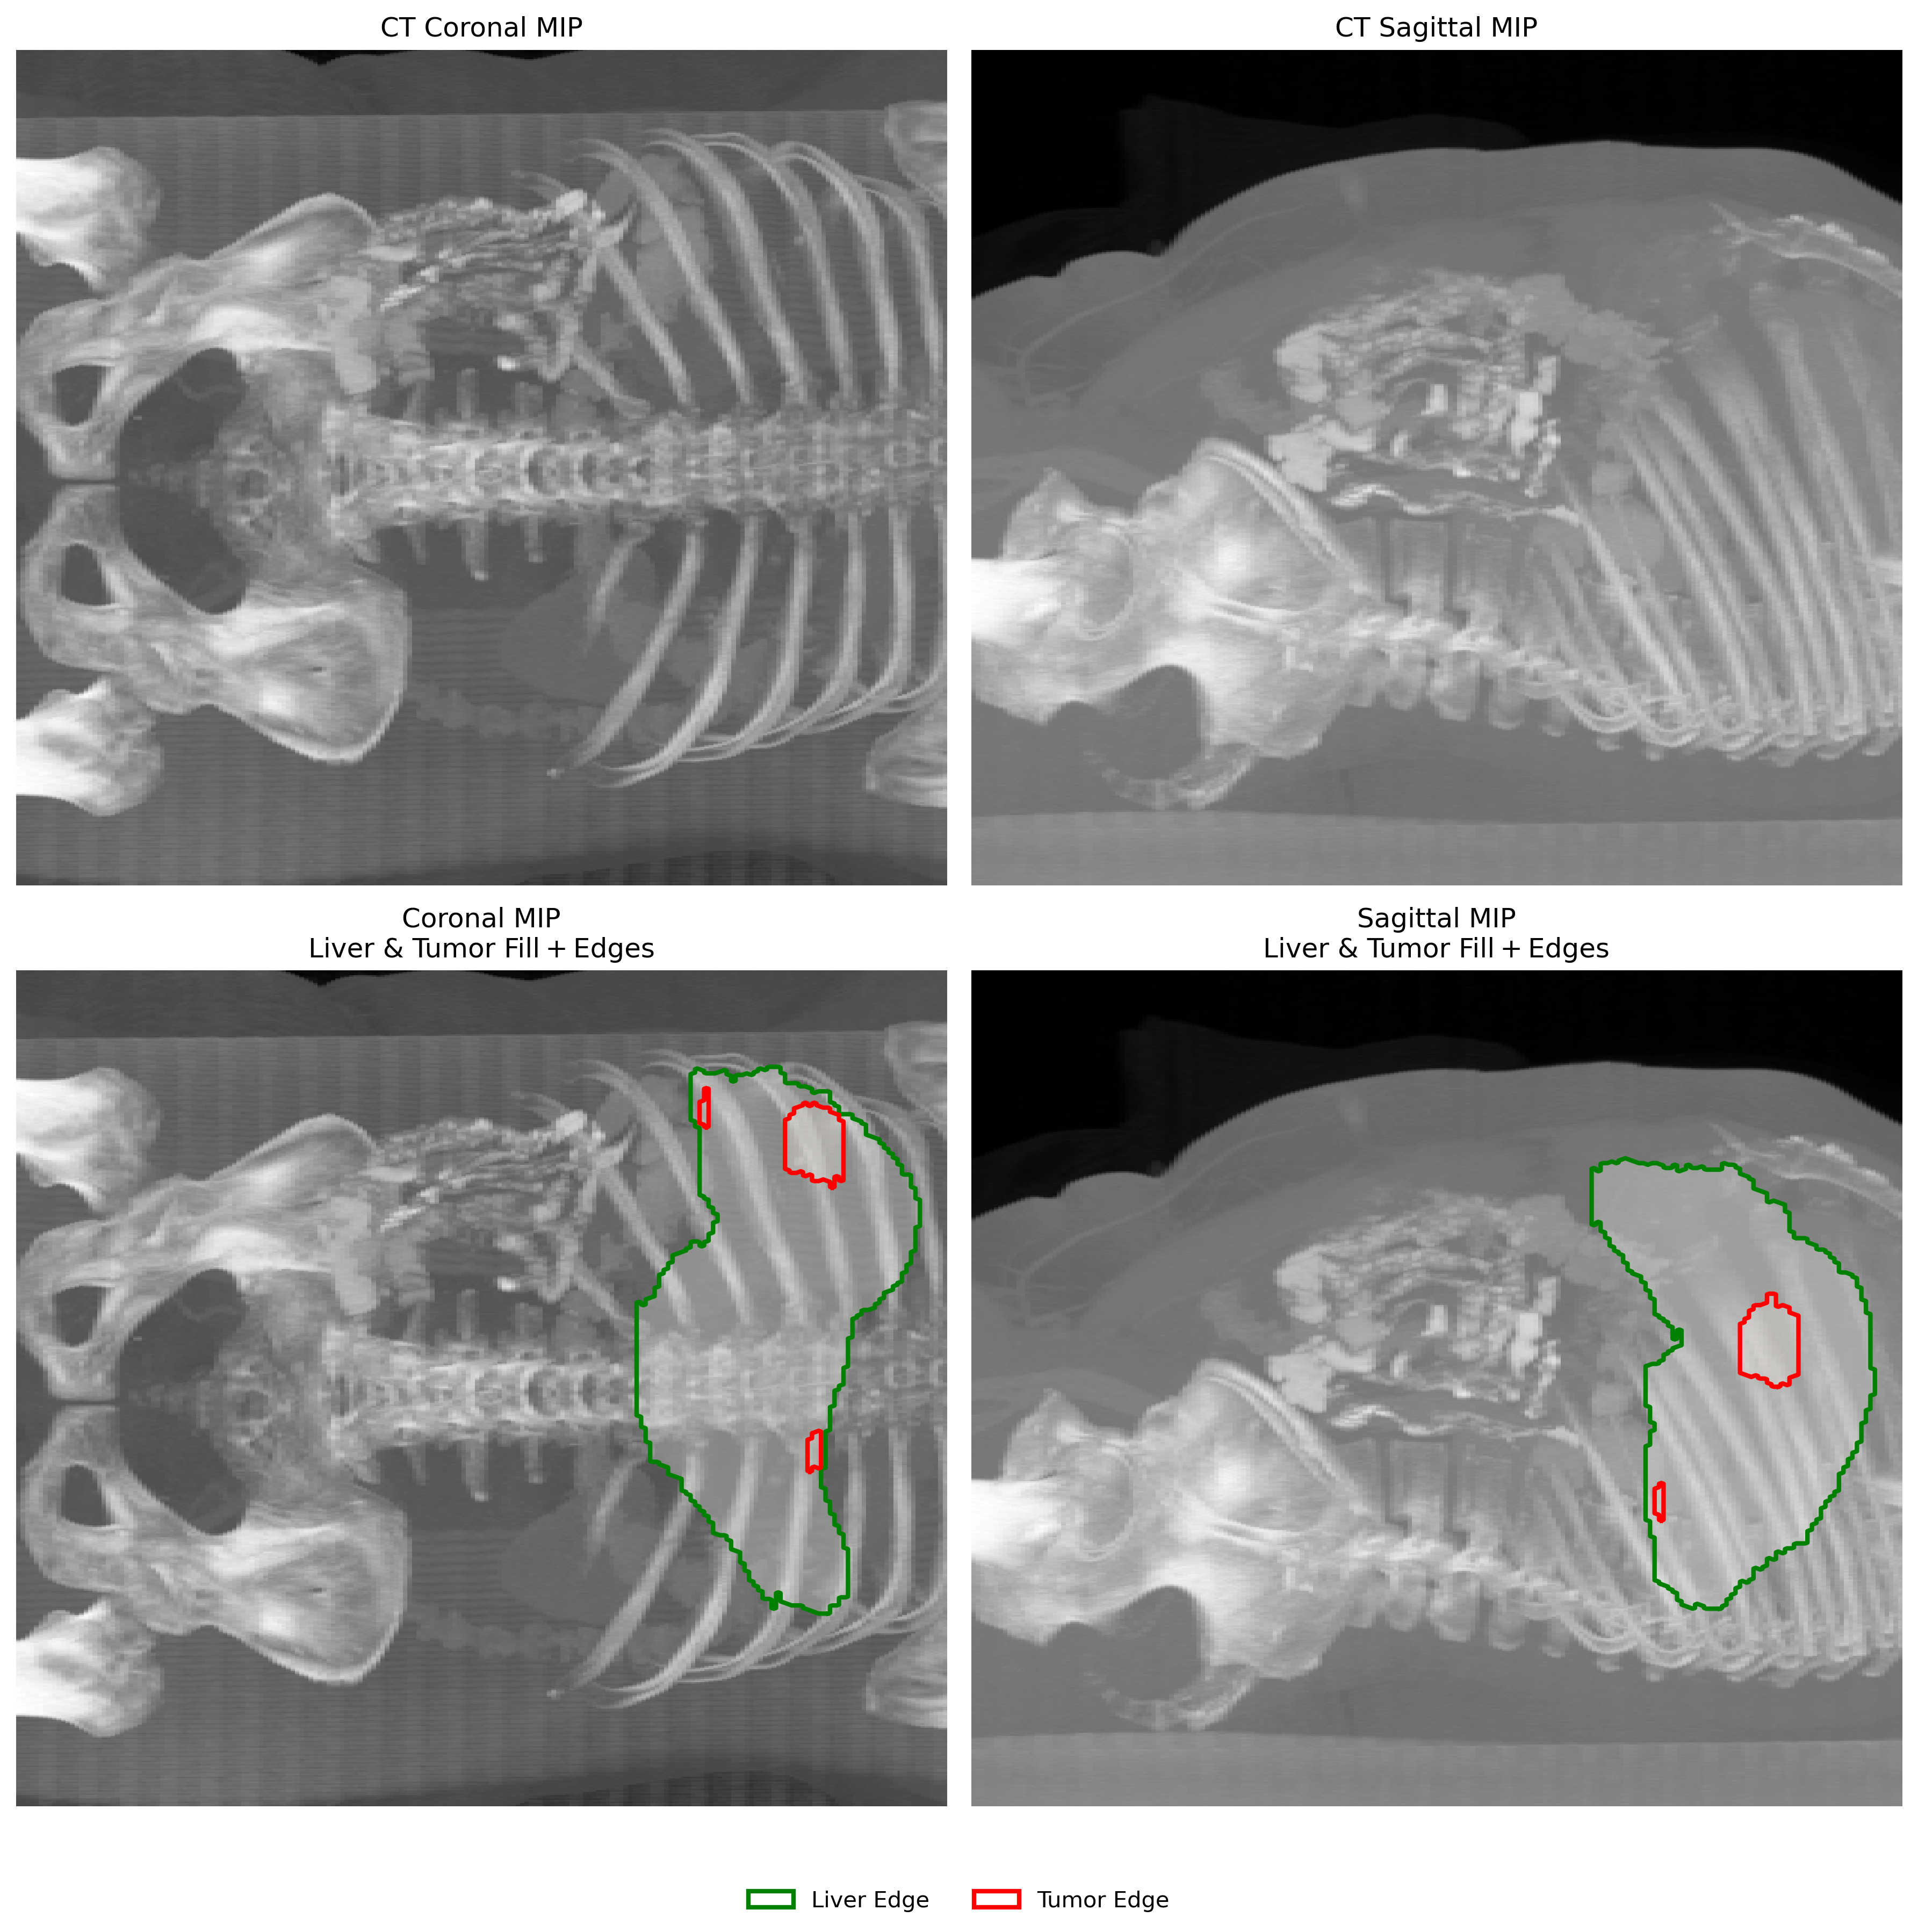 CT Coronal MIP
CT Sagittal MIP
Coronal MIP
Liver & Tumor Fill + Edges
Sagittal MIP
Liver & Tumor Fill + Edges
Liver Edge
Tumor Edge